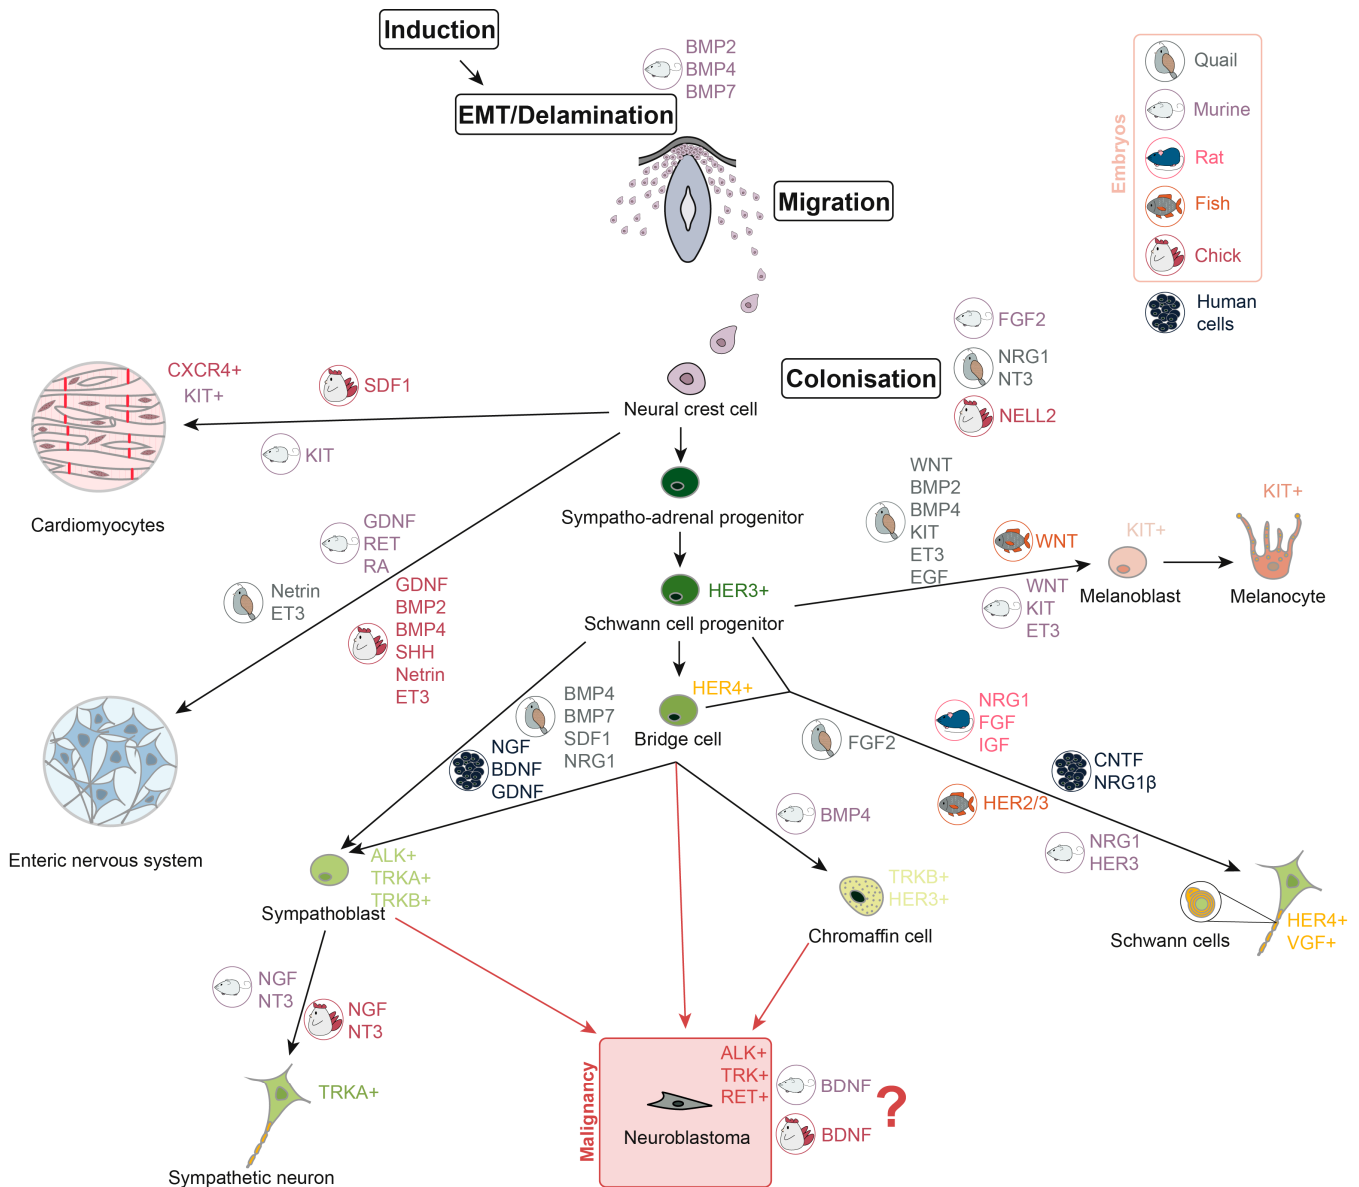 Induction
BMP2
BMP4
BMP7
EMT/Delamination
Migration
Embryos
Quail
Murine
Rat
Fish
Chick
Human
cells
FGF2
NRG1
NT3
NELL2
Colonisation
Neural crest cell
CXCR4+
KIT+
SDF1
KIT
Cardiomyocytes
Sympatho-adrenal progenitor
WNT
BMP2
BMP4
KIT
ET3
EGF
WNT
WNT
KIT
ET3
KIT+
Melanoblast
KIT+
Melanocyte
GDNF
RET
RA
Netrin
ET3
GDNF
BMP2
BMP4
SHH
Netrin
ET3
Enteric nervous system
HER3+
Schwann cell progenitor
HER4+
Bridge cell
BMP4
BMP7
SDF1
NRG1
NGF
BDNF
GDNF
FGF2
NRG1
FGF
IGF
CNTF
NRG1β
HER2/3
NRG1
HER3
BMP4
ALK+
TRKA+
TRKB+
Sympathoblast
TRKB+
HER3+
Chromaffin cell
Schwann cells
HER4+
VGF+
NGF
NT3
NGF
NT3
TRKA+
Sympathetic neuron
Malignancy
ALK+
TRK+
RET+
Neuroblastoma
BDNF
BDNF
?